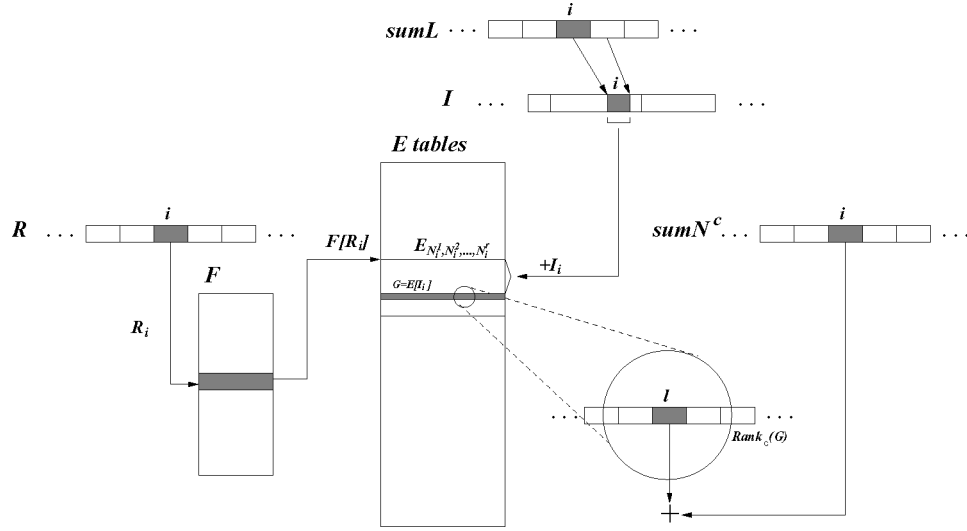 i
sumL ··· ···
i
I ··· ···
E tables
i
R ··· ···
F[R_i]
E_{N_i^1,N_i^2,...,N_i^r}
+I_i
i
sumN^c ... ···
F
G=E[I_i]
R_i
l
··· ···
Rank_c(G)
+